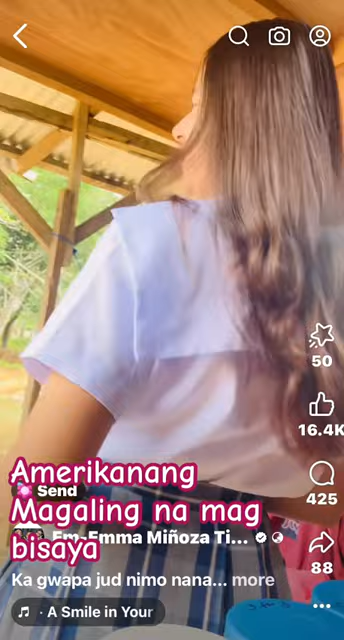 50
16.4K
Amerikanang
Send
Magaling na mag
425
Em-Emma Miñoza Ti...
bisaya
88
Ka gwapa jud nimo nana... more
· A Smile in Your